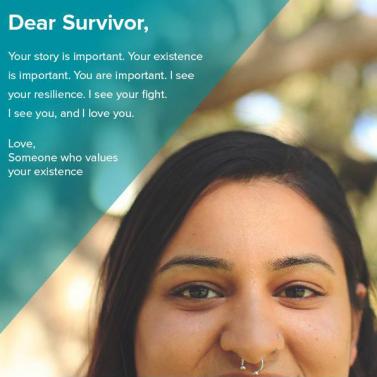 Dear Survivor,
Your story is important. Your existence
is important. You are important. I see
your resilience. I see your fight.
I see you, and I love you.
Love,
Someone who values
your existence